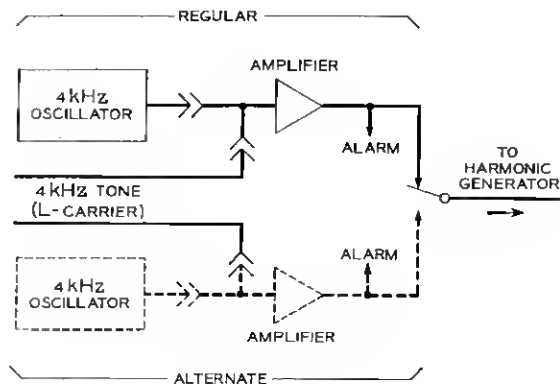 REGULAR
AMPLIFIER
4 kHz
OSCILLATOR
ALARM
TO
HARMONIC
GENERATOR
4 kHz TONE
(L-CARRIER)
4 kHz
OSCILLATOR
ALARM
AMPLIFIER
ALTERNATE